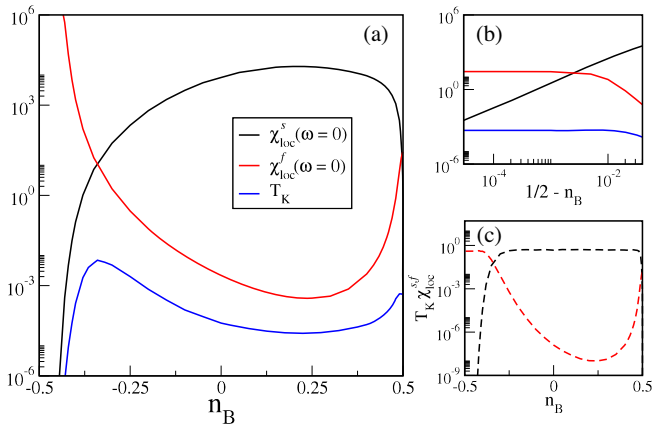 10^6
10^3
10^0
10^-3
10^-6
-0.5
-0.25
0
0.25
0.5
n_B
(a)
χ^s_loc(ω = 0)
χ^f_loc(ω = 0)
T_K
(b)
10^4
10^0
10^-6
10^-4
10^-2
1/2 - n_B
(c)
T_K χ^s,f_loc
10^0
10^-3
10^-6
10^-9
-0.5
0
0.5
n_B